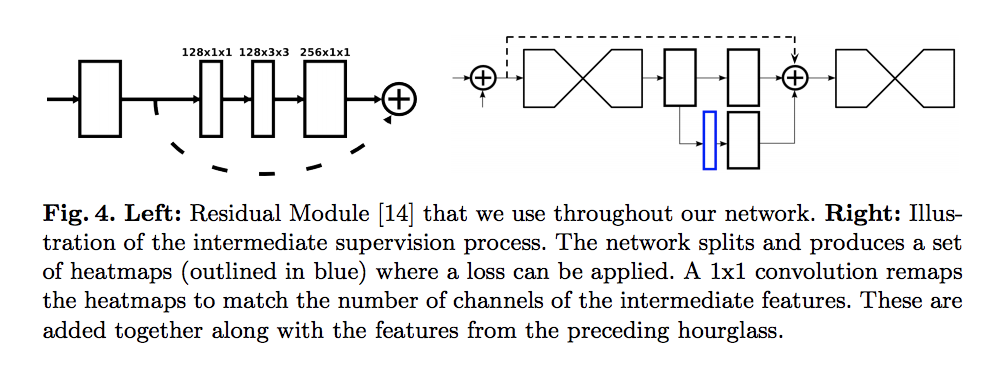 128x1x1 128x3x3 256x1x1
Fig. 4. Left: Residual Module [14] that we use throughout our network. Right: Illus-
tration of the intermediate supervision process. The network splits and produces a set
of heatmaps (outlined in blue) where a loss can be applied. A 1x1 convolution remaps
the heatmaps to match the number of channels of the intermediate features. These are
added together along with the features from the preceding hourglass.